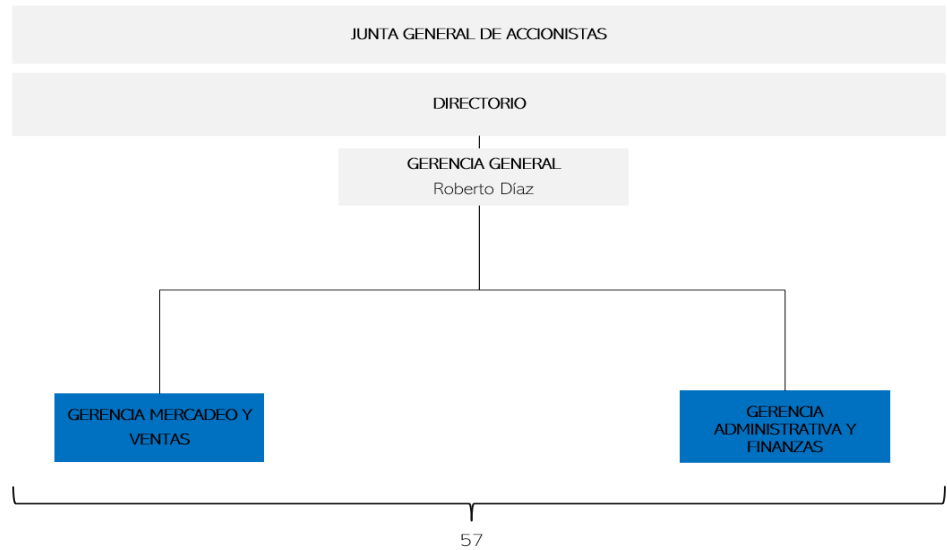 JUNTA GENERAL DE ACCIONISTAS
DIRECTORIO
GERENCIA GENERAL
Roberto Díaz
GERENCIA MERCADEO Y
VENTAS
GERENCIA
ADMINISTRATIVA Y
FINANZAS
57